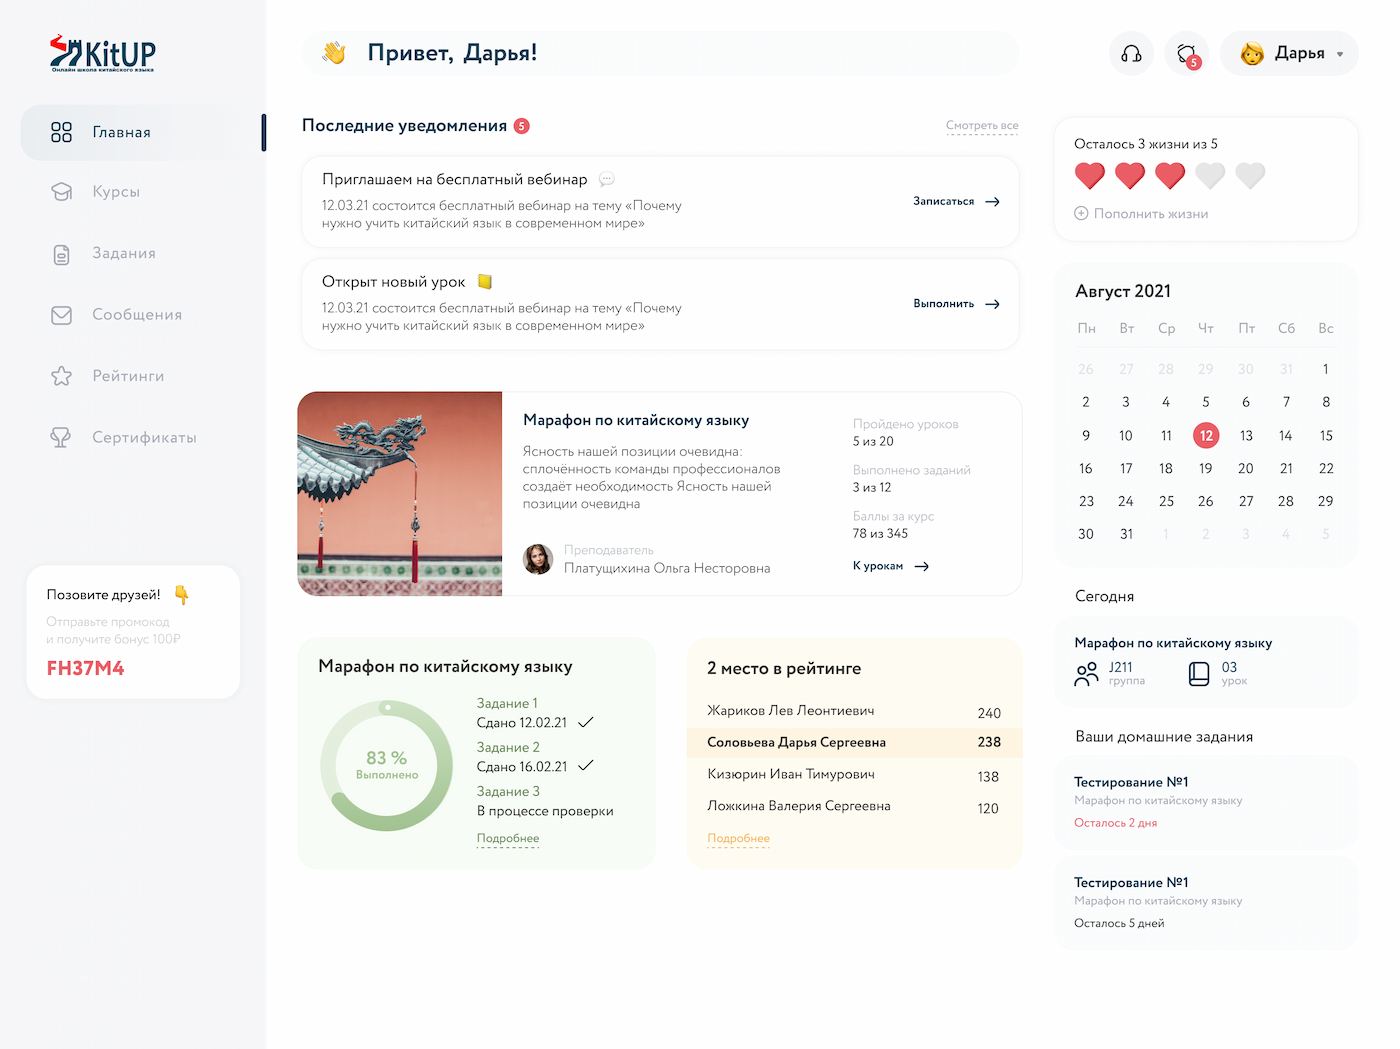 KitUP
Онлайн школа китайского языка
Главная
Курсы
Задания
Сообщения
Рейтинги
Сертификаты
Позовите друзей!
Отправьте промокод
и получите бонус 100₽
FH37M4
Привет, Дарья!
5
Дарья
Последние уведомления 5
Смотреть все
Приглашаем на бесплатный вебинар
12.03.21 состоится бесплатный вебинар на тему «Почему
нужно учить китайский язык в современном мире»
Записаться
Открыт новый урок
12.03.21 состоится бесплатный вебинар на тему «Почему
нужно учить китайский язык в современном мире»
Выполнить
Марафон по китайскому языку
Ясность нашей позиции очевидна:
сплочённость команды профессионалов
создаёт необходимость Ясность нашей
позиции очевидна
Преподаватель
Платущихина Ольга Несторовна
Пройдено уроков
5 из 20
Выполнено заданий
3 из 12
Баллы за курс
78 из 345
К урокам
Марафон по китайскому языку
83 %
Выполнено
Задание 1
Сдано 12.02.21
Задание 2
Сдано 16.02.21
Задание 3
В процессе проверки
Подробнее
2 место в рейтинге
Жариков Лев Леонтиевич 240
Соловьева Дарья Сергеевна 238
Кизюрин Иван Тимурович 138
Ложкина Валерия Сергеевна 120
Подробнее
Осталось 3 жизни из 5
Пополнить жизни
Август 2021
Пн Вт Ср Чт Пт Сб Вс
26 27 28 29 30 31 1
2 3 4 5 6 7 8
9 10 11 12 13 14 15
16 17 18 19 20 21 22
23 24 25 26 27 28 29
30 31 1 2 3 4 5
Сегодня
Марафон по китайскому языку
J211
группа
03
урок
Ваши домашние задания
Тестирование №1
Марафон по китайскому языку
Осталось 2 дня
Тестирование №1
Марафон по китайскому языку
Осталось 5 дней